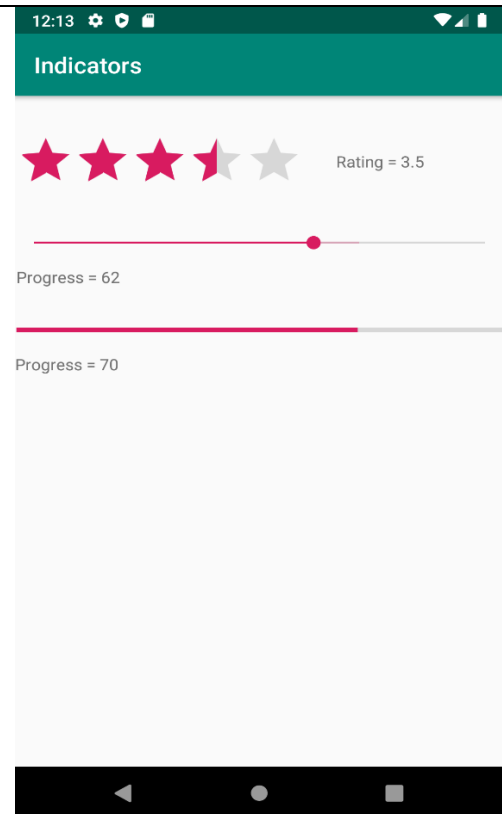 12:13
Indicators
Rating = 3.5
Progress = 62
Progress = 70